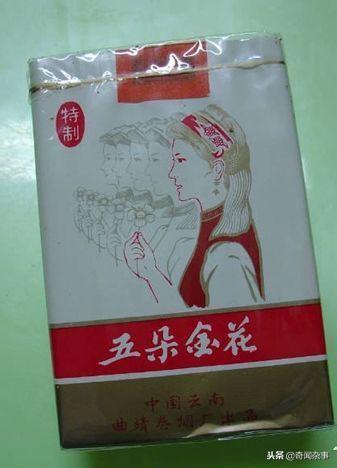 特制
五朵金花
中国云南
曲靖卷烟厂出品
头条 @奇闻杂事